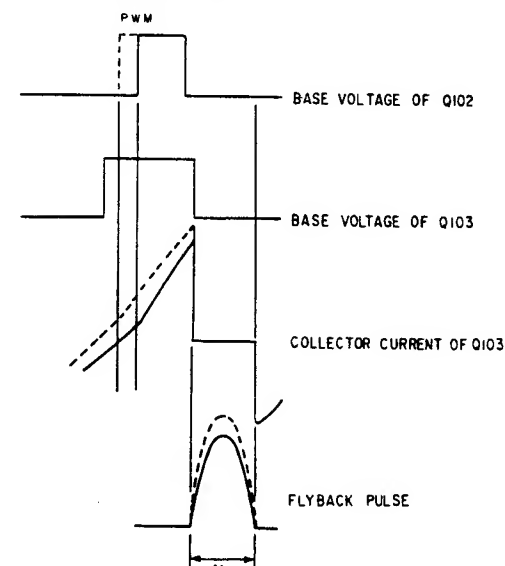 PWM
BASE VOLTAGE OF Q102
BASE VOLTAGE OF Q103
COLLECTOR CURRENT OF Q103
FLYBACK PULSE